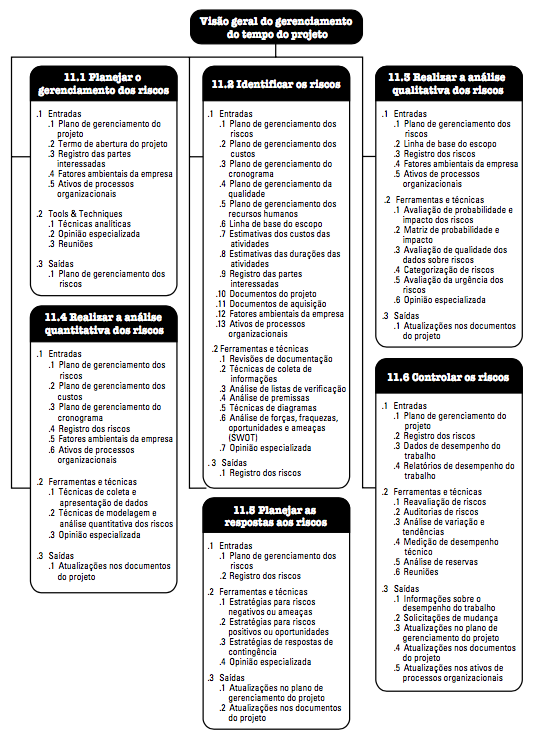 Visão geral do gerenciamento
do tempo do projeto
11.1 Planejar o
gerenciamento dos riscos
.1 Entradas
.1 Plano de gerenciamento do
projeto
.2 Termo de abertura do projeto
.3 Registro das partes
interessadas
.4 Fatores ambientais da empresa
.5 Ativos de processos
organizacionais
.2 Tools & Techniques
.1 Técnicas analíticas
.2 Opinião especializada
.3 Reuniões
.3 Saídas
.1 Plano de gerenciamento dos
riscos
11.2 Identificar os riscos
.1 Entradas
.1 Plano de gerenciamento dos
riscos
.2 Plano de gerenciamento dos
custos
.3 Plano de gerenciamento do
cronograma
.4 Plano de gerenciamento da
qualidade
.5 Plano de gerenciamento dos
recursos humanos
.6 Linha de base do escopo
.7 Estimativas dos custos das
atividades
.8 Estimativas das durações das
atividades
.9 Registro das partes
interessadas
.10 Documentos do projeto
.11 Documentos de aquisição
.12 Fatores ambientais da empresa
.13 Ativos de processos
organizacionais
.2 Ferramentas e técnicas
.1 Revisões de documentação
.2 Técnicas de coleta de
informações
.3 Análise de listas de verificação
.4 Análise de premissas
.5 Técnicas de diagramas
.6 Análise de forças, fraquezas,
oportunidades e ameaças
(SWOT)
.7 Opinião especializada
.3 Saídas
.1 Registro dos riscos
11.3 Realizar a análise
qualitativa dos riscos
.1 Entradas
.1 Plano de gerenciamento dos
riscos
.2 Linha de base do escopo
.3 Registro dos riscos
.4 Fatores ambientais da empresa
.5 Ativos de processos
organizacionais
.2 Ferramentas e técnicas
.1 Avaliação de probabilidade e
impacto dos riscos
.2 Matriz de probabilidade e
impacto
.3 Avaliação de qualidade dos
dados sobre riscos
.4 Categorização de riscos
.5 Avaliação da urgência dos
riscos
.6 Opinião especializada
.3 Saídas
.1 Atualizações nos documentos
do projeto
11.4 Realizar a análise
quantitativa dos riscos
.1 Entradas
.1 Plano de gerenciamento dos
riscos
.2 Plano de gerenciamento dos
custos
.3 Plano de gerenciamento do
cronograma
.4 Registro dos riscos
.5 Fatores ambientais da empresa
.6 Ativos de processos
organizacionais
.2 Ferramentas e técnicas
.1 Técnicas de coleta e
apresentação de dados
.2 Técnicas de modelagem e
análise quantitativa dos riscos
.3 Opinião especializada
.3 Saídas
.1 Atualizações nos documentos
do projeto
11.5 Planejar as
respostas aos riscos
.1 Entradas
.1 Plano de gerenciamento dos
riscos
.2 Registro dos riscos
.2 Ferramentas e técnicas
.1 Estratégias para riscos
negativos ou ameaças
.2 Estratégias para riscos
positivos ou oportunidades
.3 Estratégias de respostas de
contingência
.4 Opinião especializada
.3 Saídas
.1 Atualizações no plano de
gerenciamento do projeto
.2 Atualizações nos documentos
do projeto
11.6 Controlar os riscos
.1 Entradas
.1 Plano de gerenciamento do
projeto
.2 Registro dos riscos
.3 Dados de desempenho do
trabalho
.4 Relatórios de desempenho do
trabalho
.2 Ferramentas e técnicas
.1 Reavaliação de riscos
.2 Auditorias de riscos
.3 Análise de variação e
tendências
.4 Medição de desempenho
técnico
.5 Análise de reservas
.6 Reuniões
.3 Saídas
.1 Informações sobre o
desempenho do trabalho
.2 Solicitações de mudança
.3 Atualizações no plano de
gerenciamento do projeto
.4 Atualizações nos documentos
do projeto
.5 Atualizações nos ativos de
processos organizacionais